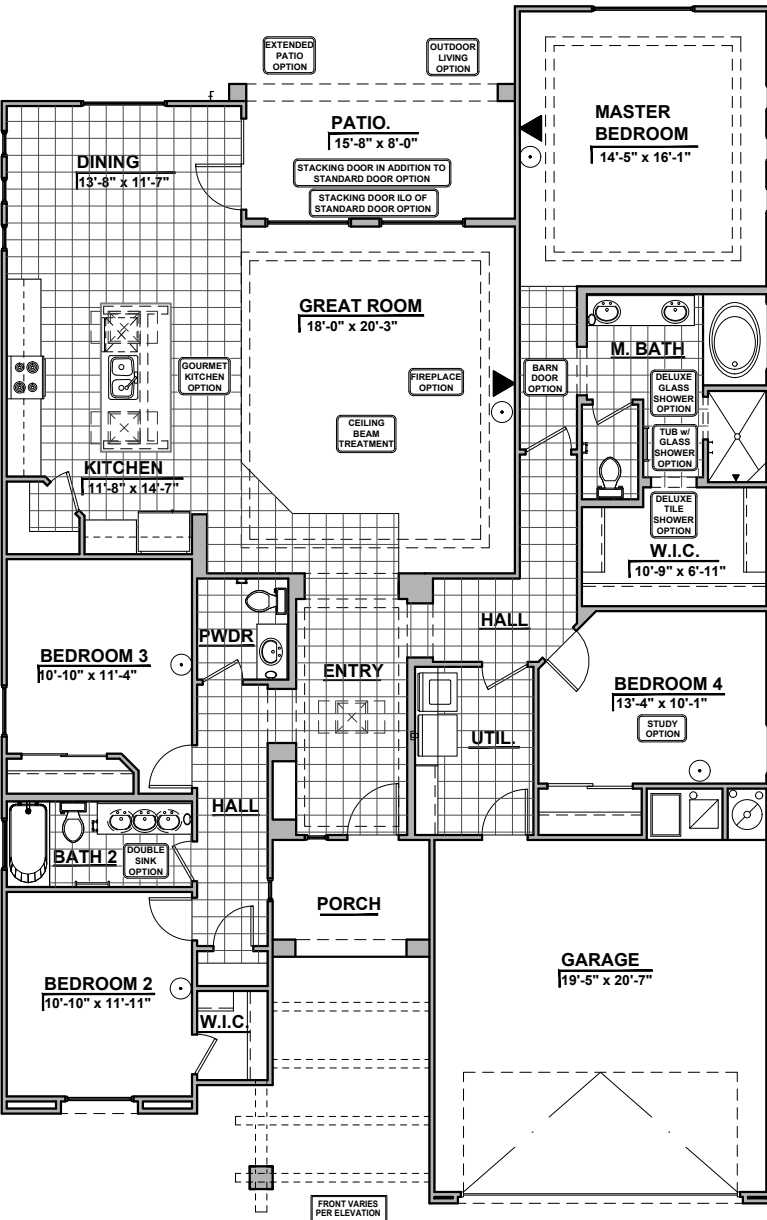 EXTENDED
PATIO
OPTION
OUTDOOR
LIVING
OPTION
PATIO.
15'-8" x 8'-0"
STACKING DOOR IN ADDITION TO
STANDARD DOOR OPTION
STACKING DOOR ILO OF
STANDARD DOOR OPTION
MASTER
BEDROOM
14'-5" x 16'-1"
DINING
13'-8" x 11'-7"
GREAT ROOM
18'-0" x 20'-3"
GOURMET
KITCHEN
OPTION
FIREPLACE
OPTION
CEILING
BEAM
TREATMENT
BARN
DOOR
OPTION
M. BATH
DELUXE
GLASS
SHOWER
OPTION
TUB w/
GLASS
SHOWER
OPTION
DELUXE
TILE
SHOWER
OPTION
KITCHEN
11'-8" x 14'-7"
W.I.C.
10'-9" x 6'-11"
PWDR
HALL
ENTRY
BEDROOM 3
10'-10" x 11'-4"
BEDROOM 4
13'-4" x 10'-1"
STUDY
OPTION
UTIL.
HALL
BATH 2
DOUBLE
SINK
OPTION
PORCH
GARAGE
19'-5" x 20'-7"
BEDROOM 2
10'-10" x 11'-11"
W.I.C.
FRONT VARIES
PER ELEVATION